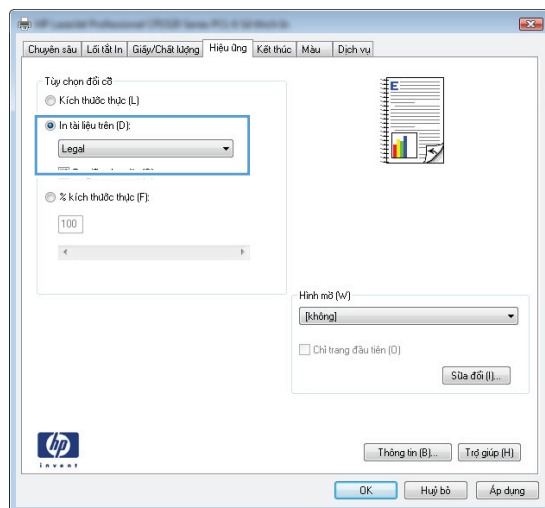 Chuyên sâu Lối tắt In Giấy/Chất lượng Hiệu ứng Kết thúc Màu Dịch vụ
Tùy chọn đổi cỡ
Kích thước thực (L)
In tài liệu trên (D):
Legal
% kích thước thực (F):
100
E
Hình mờ (W)
[không]
Chỉ trang đầu tiên (O)
Sửa đổi (I)...
hp
invent
Thông tin (B)... Trợ giúp (H)
OK Huỷ bỏ Áp dụng